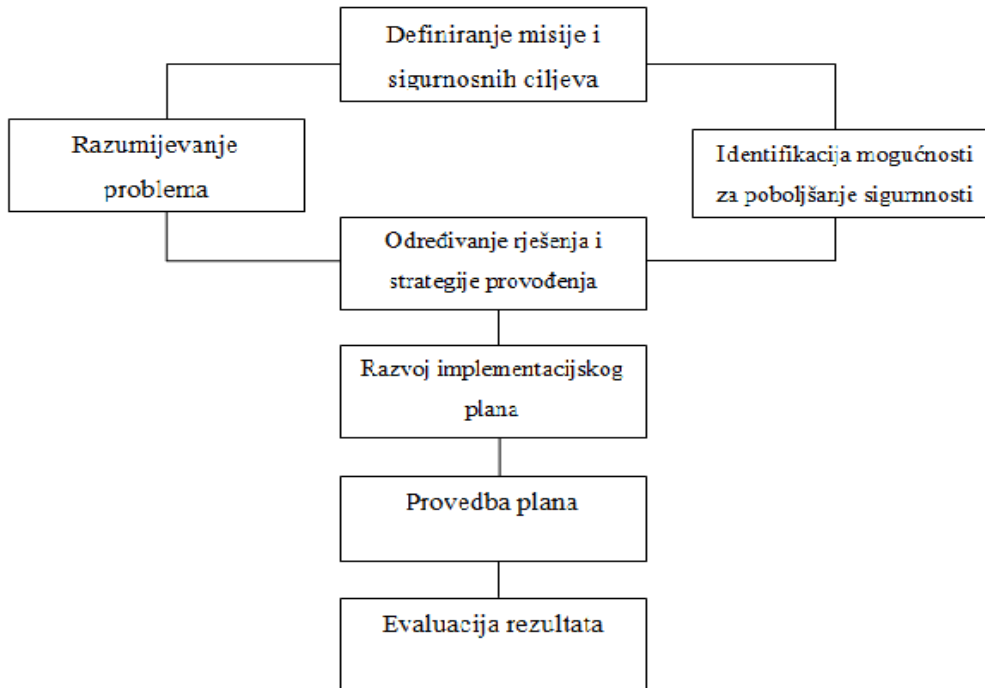 Definiranje misije i
sigurnosnih ciljeva
Razumijevanje
problema
Identifikacija mogućnosti
za poboljšanje sigurnnosti
Određivanje rješenja i
strategije provođenja
Razvoj implementacijskog
plana
Provedba plana
Evaluacija rezultata